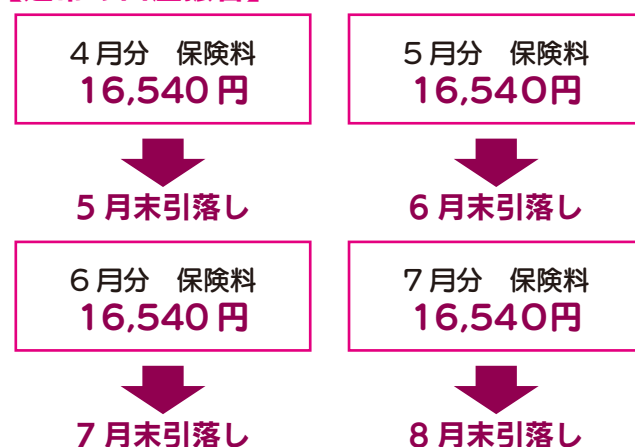 4月分 保険料
16,540円
5月末引落し
5月分 保険料
16,540円
6月末引落し
6月分 保険料
16,540円
7月末引落し
7月分 保険料
16,540円
8月末引落し